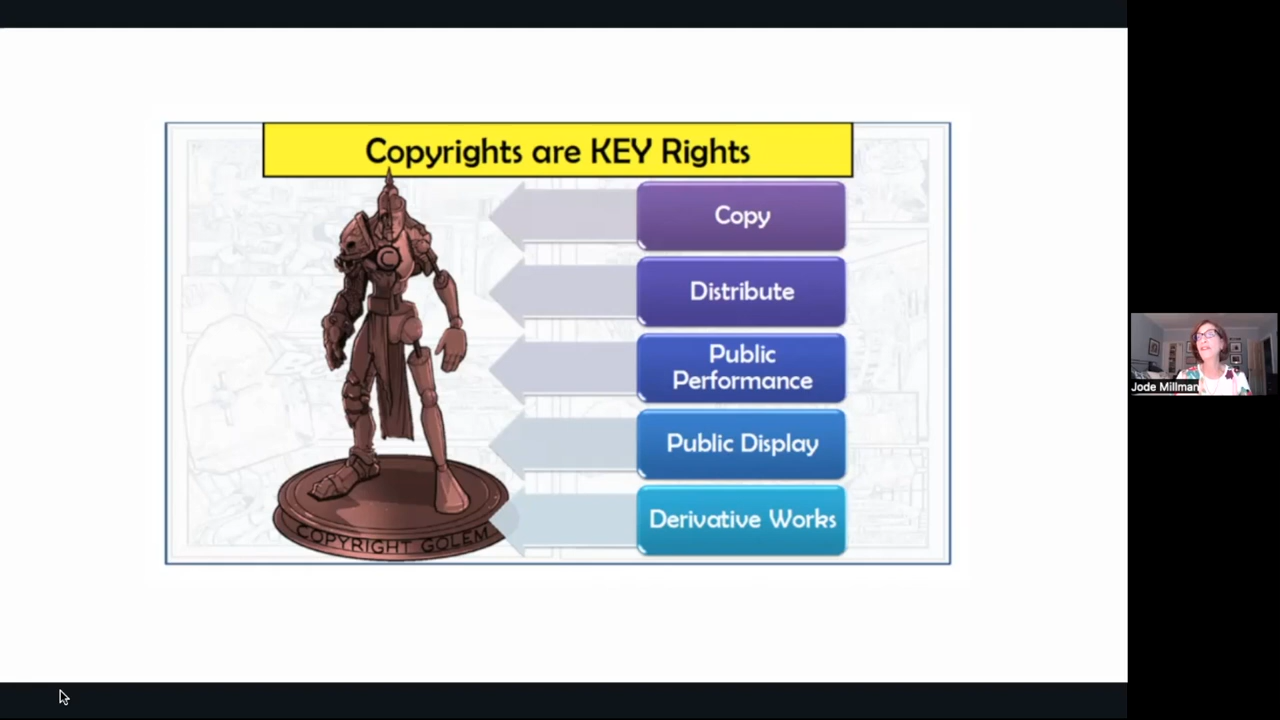 Copyrights are KEY Rights
C
Copy
Distribute
Public
Performance
Public Display
Derivative Works
COPYRIGHT GOLEM
Jode Millman